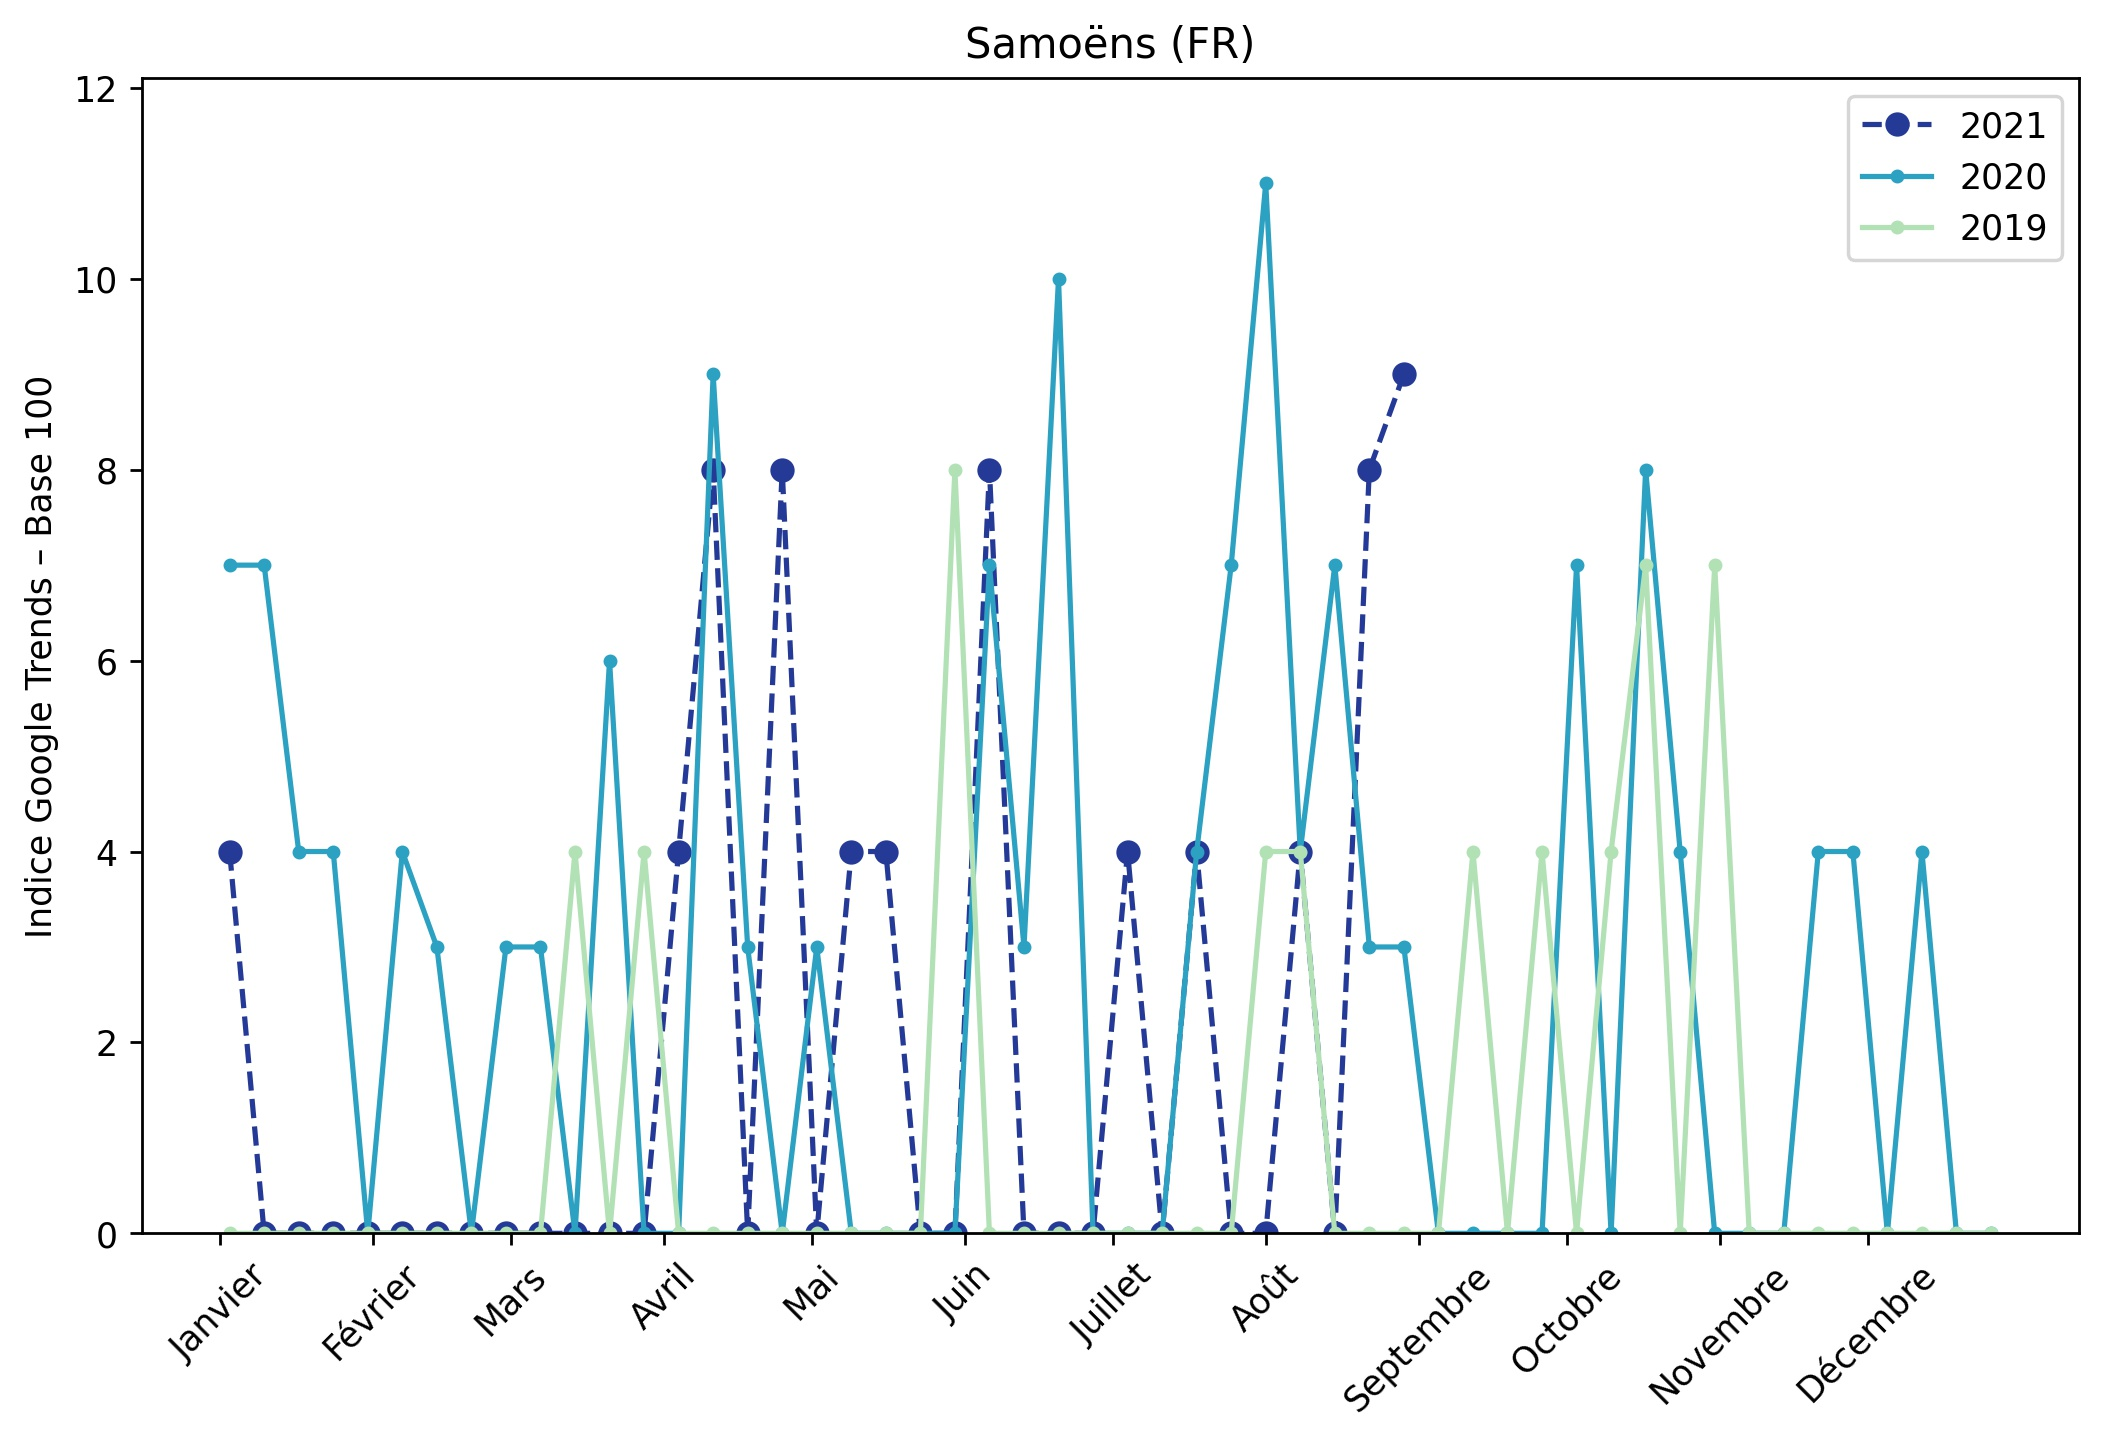 Samoëns (FR)
Indice Google Trends – Base 100
12
10
8
6
4
2
0
2021
2020
2019
Janvier
Février
Mars
Avril
Mai
Juin
Juillet
Août
Septembre
Octobre
Novembre
Décembre